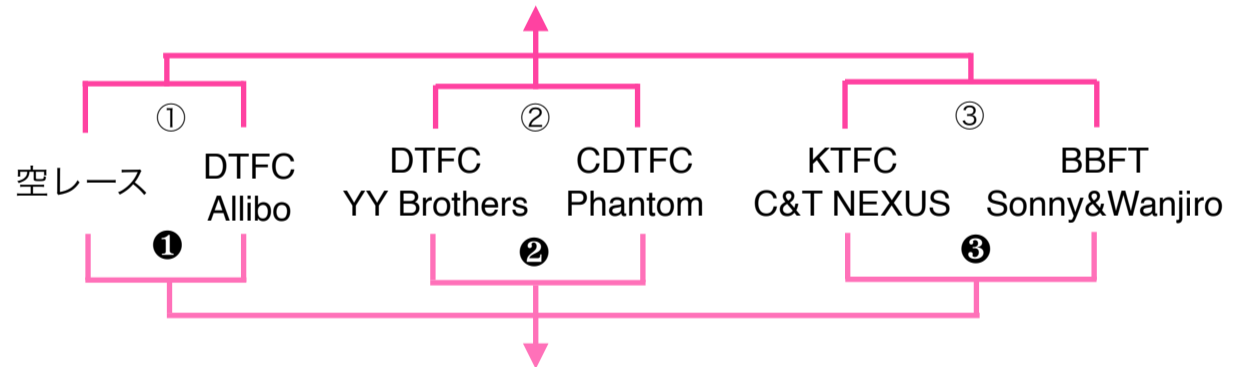 ① ② ③
空レース
DTFC
Allibo
DTFC
YY Brothers
CDTFC
Phantom
KTFC
C&T NEXUS
BBFT
Sonny&Wanjiro
❶ ❷ ❸